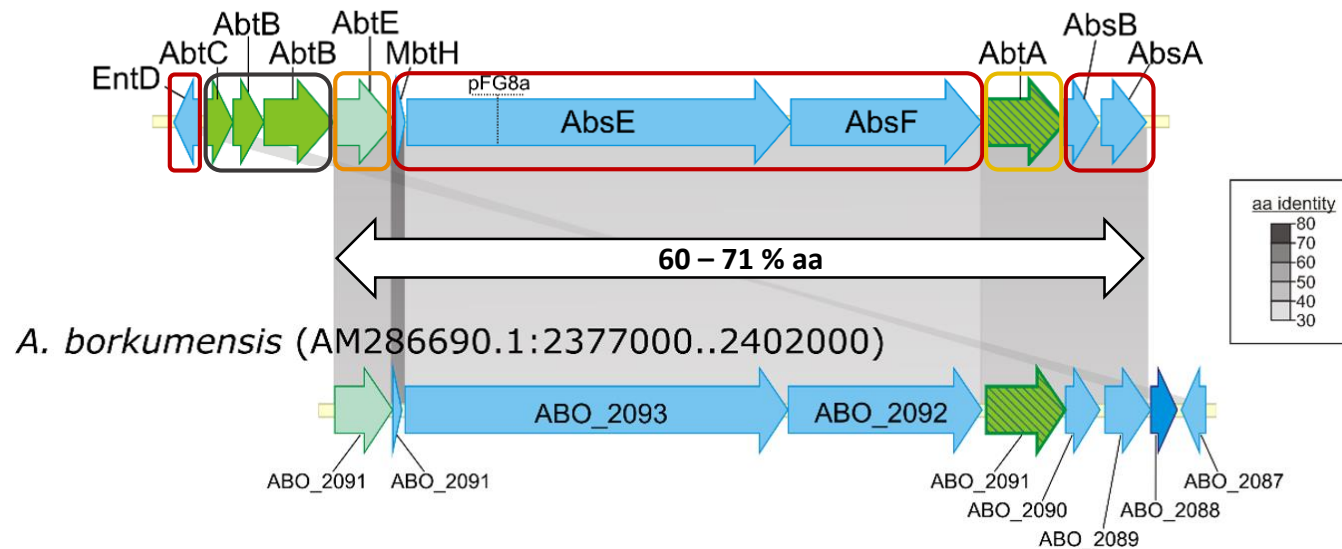 AbtB
AbtE
AbsB
AbtC
AbtB
MbtH
AbtA
AbsA
EntD
pFG8a
AbsE
AbsF
aa identity
80
70
60
50
40
30
60 – 71 % aa
A. borkumensis (AM286690.1:2377000..2402000)
ABO_2093
ABO_2092
ABO_2091
ABO_2091
ABO_2091
ABO_2090
ABO_2089
ABO_2088
ABO_2087